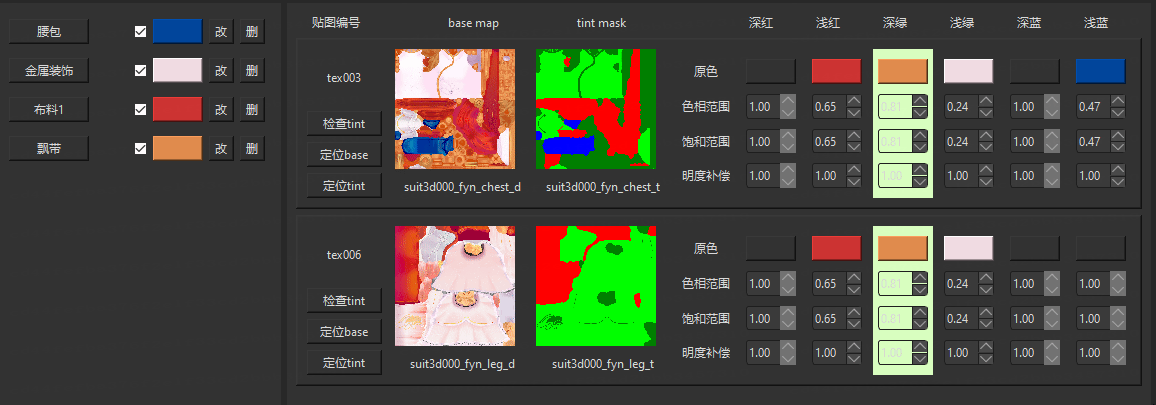 腰包 改 删
金属装饰 改 删
布料1 改 删
飘带 改 删
贴图编号 base map tint mask 深红 浅红 深绿 浅绿 深蓝 浅蓝
tex003
检查tint
定位base
定位tint
suit3d000_fyn_chest_d suit3d000_fyn_chest_t
原色
色相范围 1.00 0.65 0.81 0.24 1.00 0.47
饱和范围 1.00 0.65 0.81 0.24 1.00 0.47
明度补偿 1.00 1.00 1.00 1.00 1.00 1.00
tex006
检查tint
定位base
定位tint
suit3d000_fyn_leg_d suit3d000_fyn_leg_t
原色
色相范围 1.00 0.65 0.81 0.24 1.00 1.00
饱和范围 1.00 0.65 0.81 0.24 1.00 1.00
明度补偿 1.00 1.00 1.00 1.00 1.00 1.00